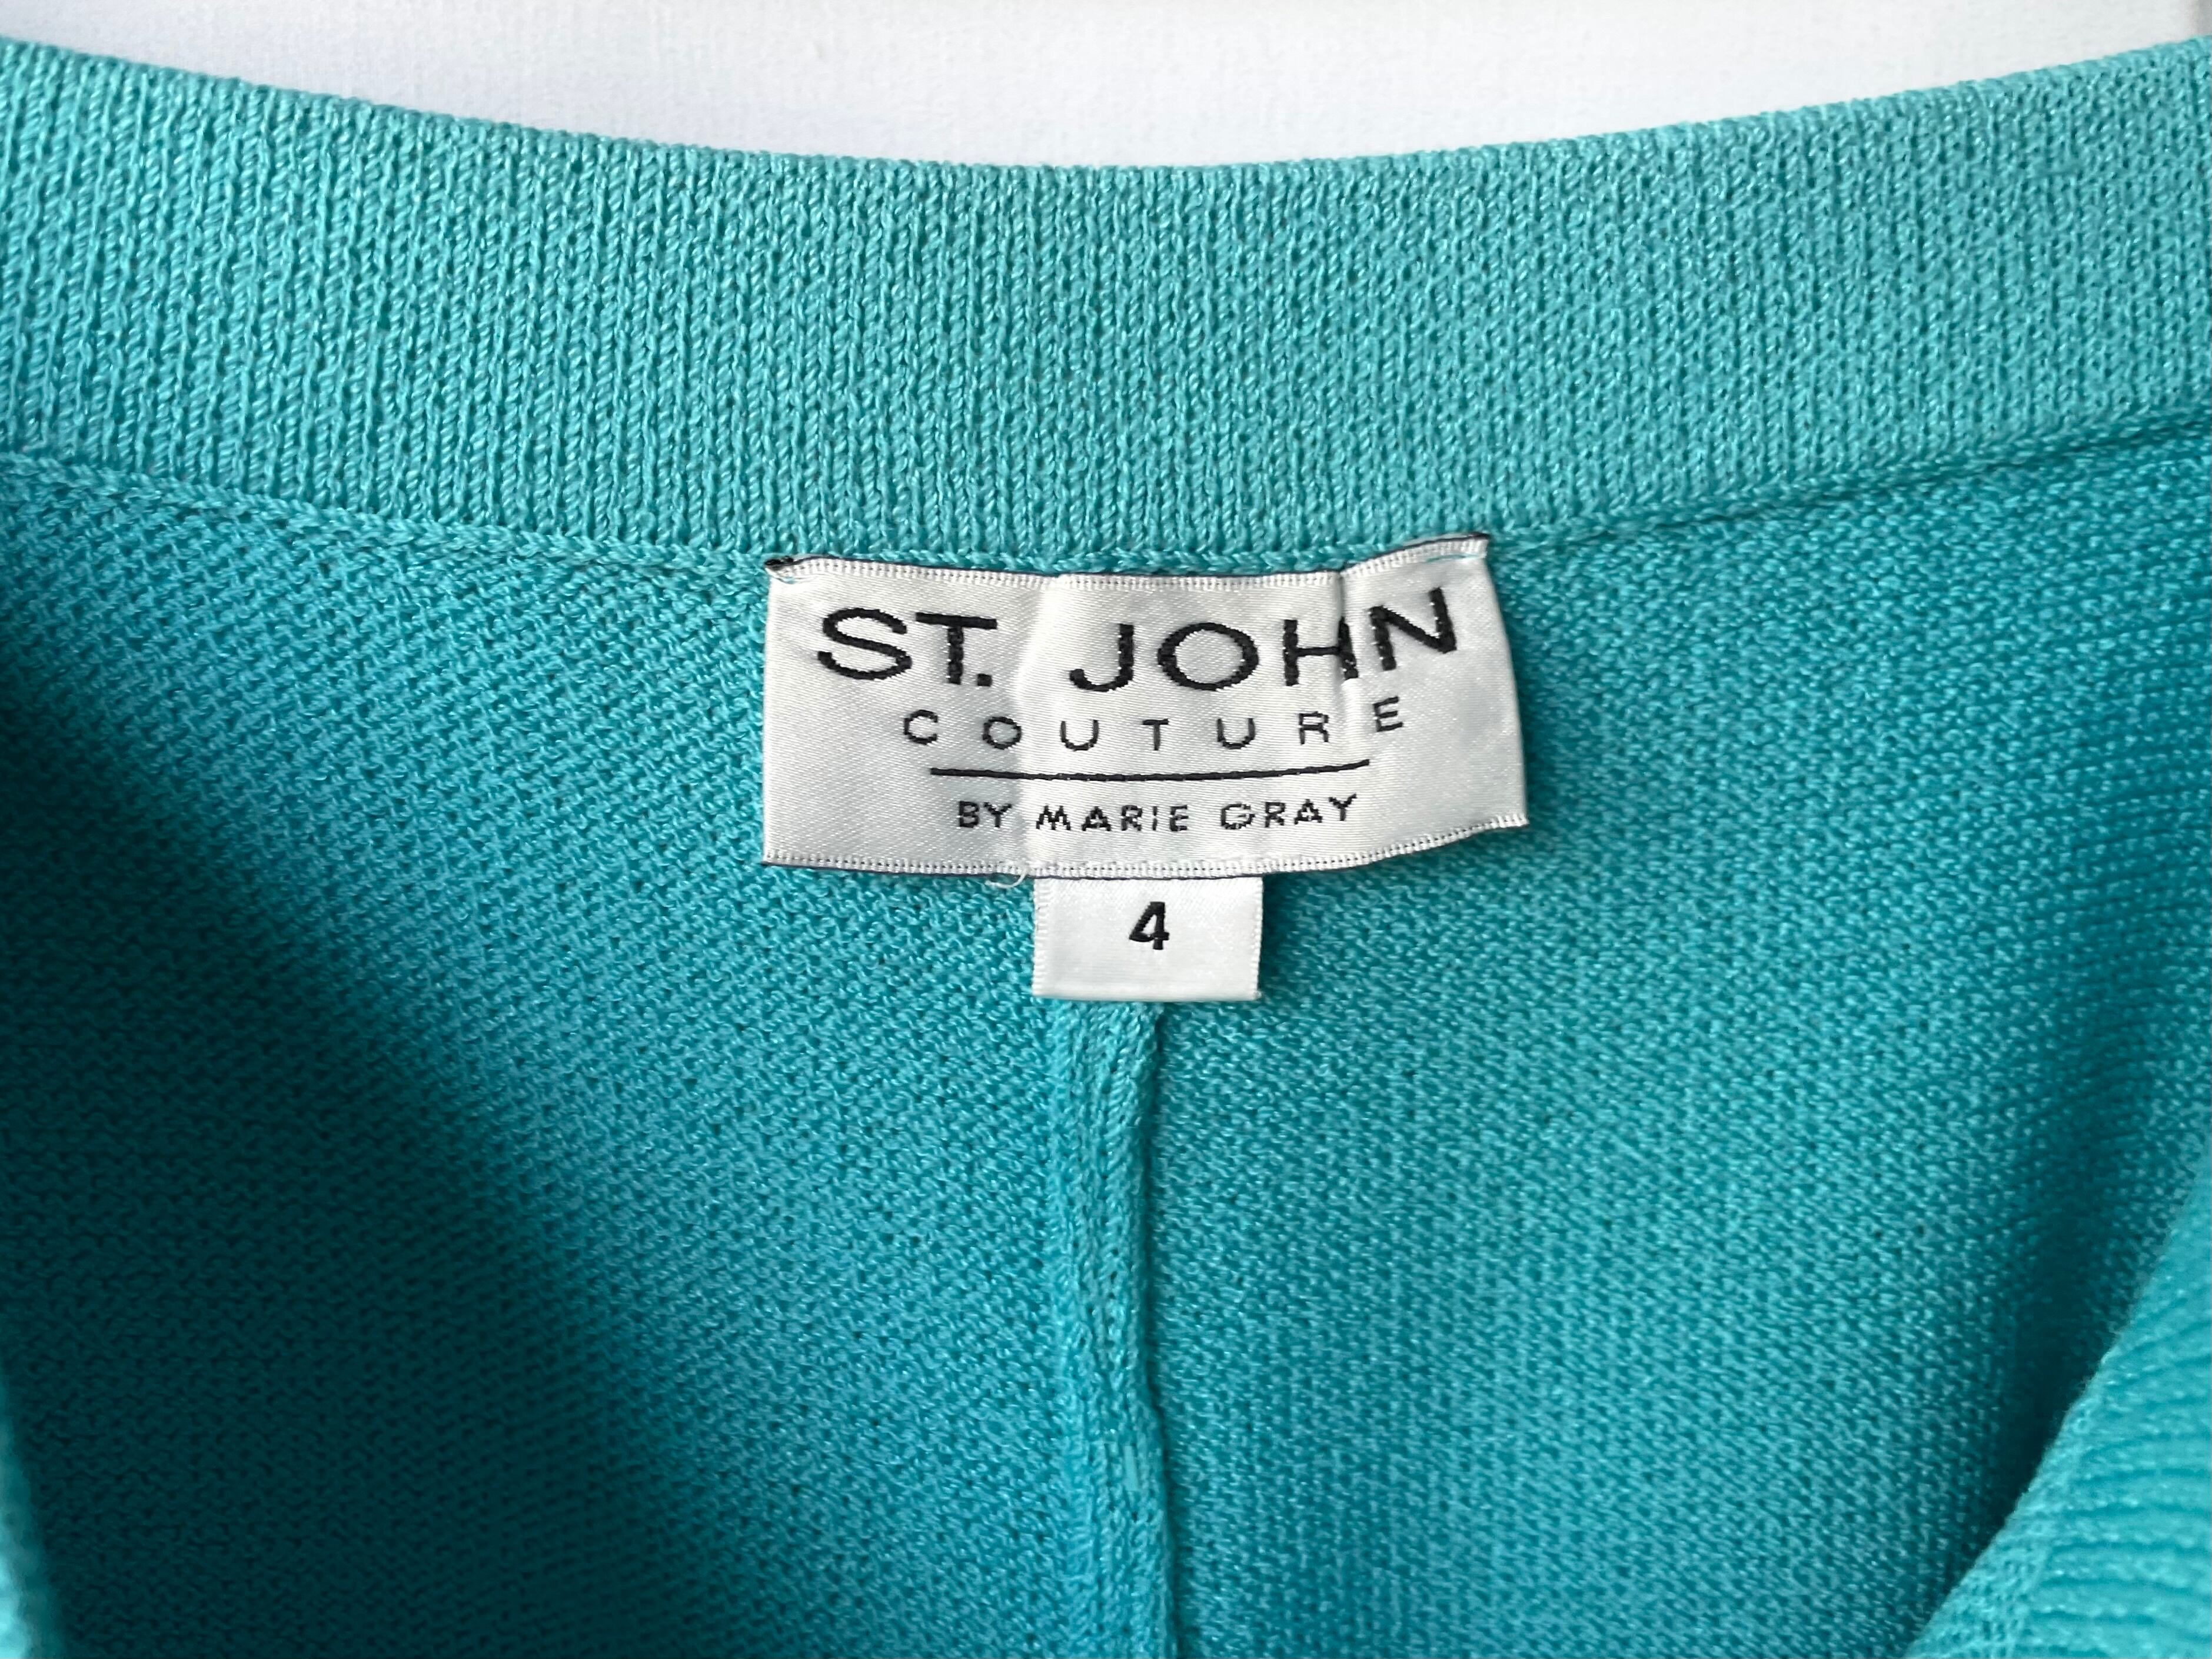 ST. JOHN
COUTURE
BY MARIE GRAY
4